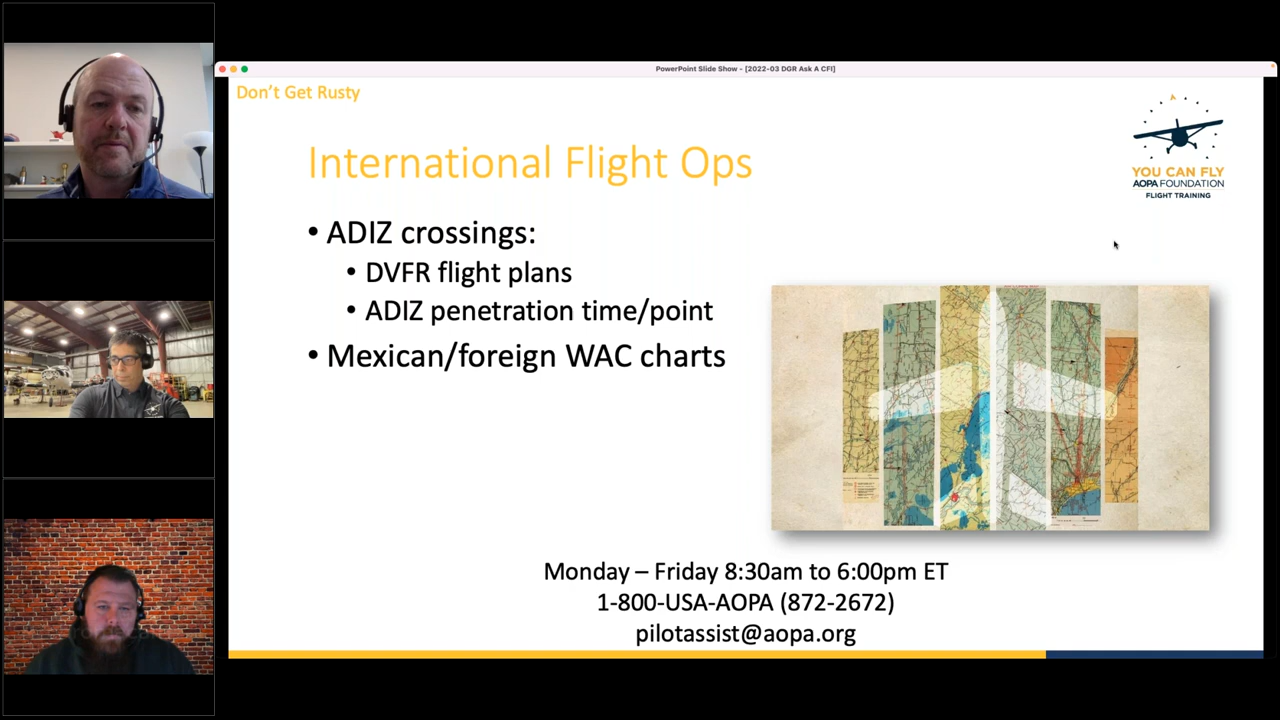 PowerPoint Slide Show - [2022-03 DGR Ask A CFI]
Don't Get Rusty
YOU CAN FLY
AOPA FOUNDATION
FLIGHT TRAINING
International Flight Ops
• ADIZ crossings:
• DVFR flight plans
• ADIZ penetration time/point
• Mexican/foreign WAC charts
Monday – Friday 8:30am to 6:00pm ET
1-800-USA-AOPA (872-2672)
pilotassist@aopa.org